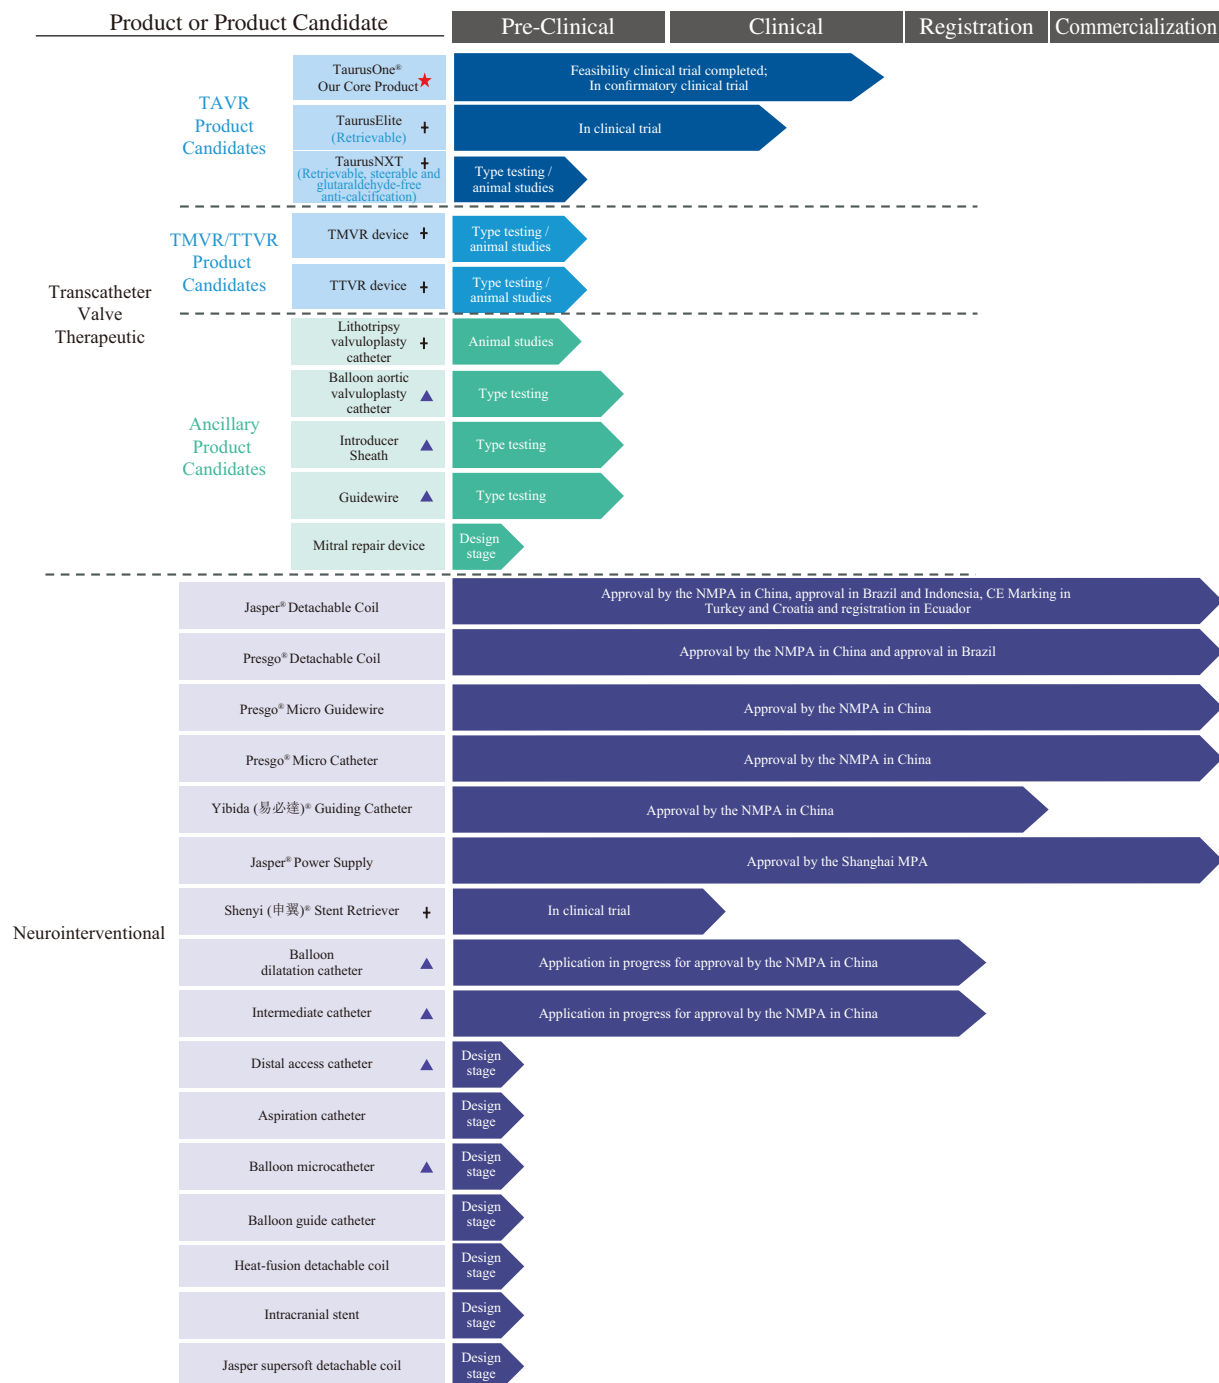 Product or Product Candidate
Pre-Clinical
Clinical
Registration
Commercialization
Transcatheter
Valve
Therapeutic
TAVR
Product
Candidates
TaurusOne®
Our Core Product
Feasibility clinical trial completed;
In confirmatory clinical trial
TaurusElite
(Retrievable)
In clinical trial
TaurusNXT
(Retrievable, steerable and
glutaraldehyde-free
anti-calcification)
Type testing /
animal studies
TMVR/TTVR
Product
Candidates
TMVR device
Type testing /
animal studies
TTVR device
Type testing /
animal studies
Ancillary
Product
Candidates
Lithotripsy
valvuloplasty
catheter
Animal studies
Balloon aortic
valvuloplasty
catheter
Type testing
Introducer
Sheath
Type testing
Guidewire
Type testing
Mitral repair device
Design
stage
Neurointerventional
Jasper® Detachable Coil
Approval by the NMPA in China, approval in Brazil and Indonesia, CE Marking in
Turkey and Croatia and registration in Ecuador
Presgo® Detachable Coil
Approval by the NMPA in China and approval in Brazil
Presgo® Micro Guidewire
Approval by the NMPA in China
Presgo® Micro Catheter
Approval by the NMPA in China
Yibida (易必達)® Guiding Catheter
Approval by the NMPA in China
Jasper® Power Supply
Approval by the Shanghai MPA
Shenyi (申翼)® Stent Retriever
In clinical trial
Balloon
dilatation catheter
Application in progress for approval by the NMPA in China
Intermediate catheter
Application in progress for approval by the NMPA in China
Distal access catheter
Design
stage
Aspiration catheter
Design
stage
Balloon microcatheter
Design
stage
Balloon guide catheter
Design
stage
Heat-fusion detachable coil
Design
stage
Intracranial stent
Design
stage
Jasper supersoft detachable coil
Design
stage